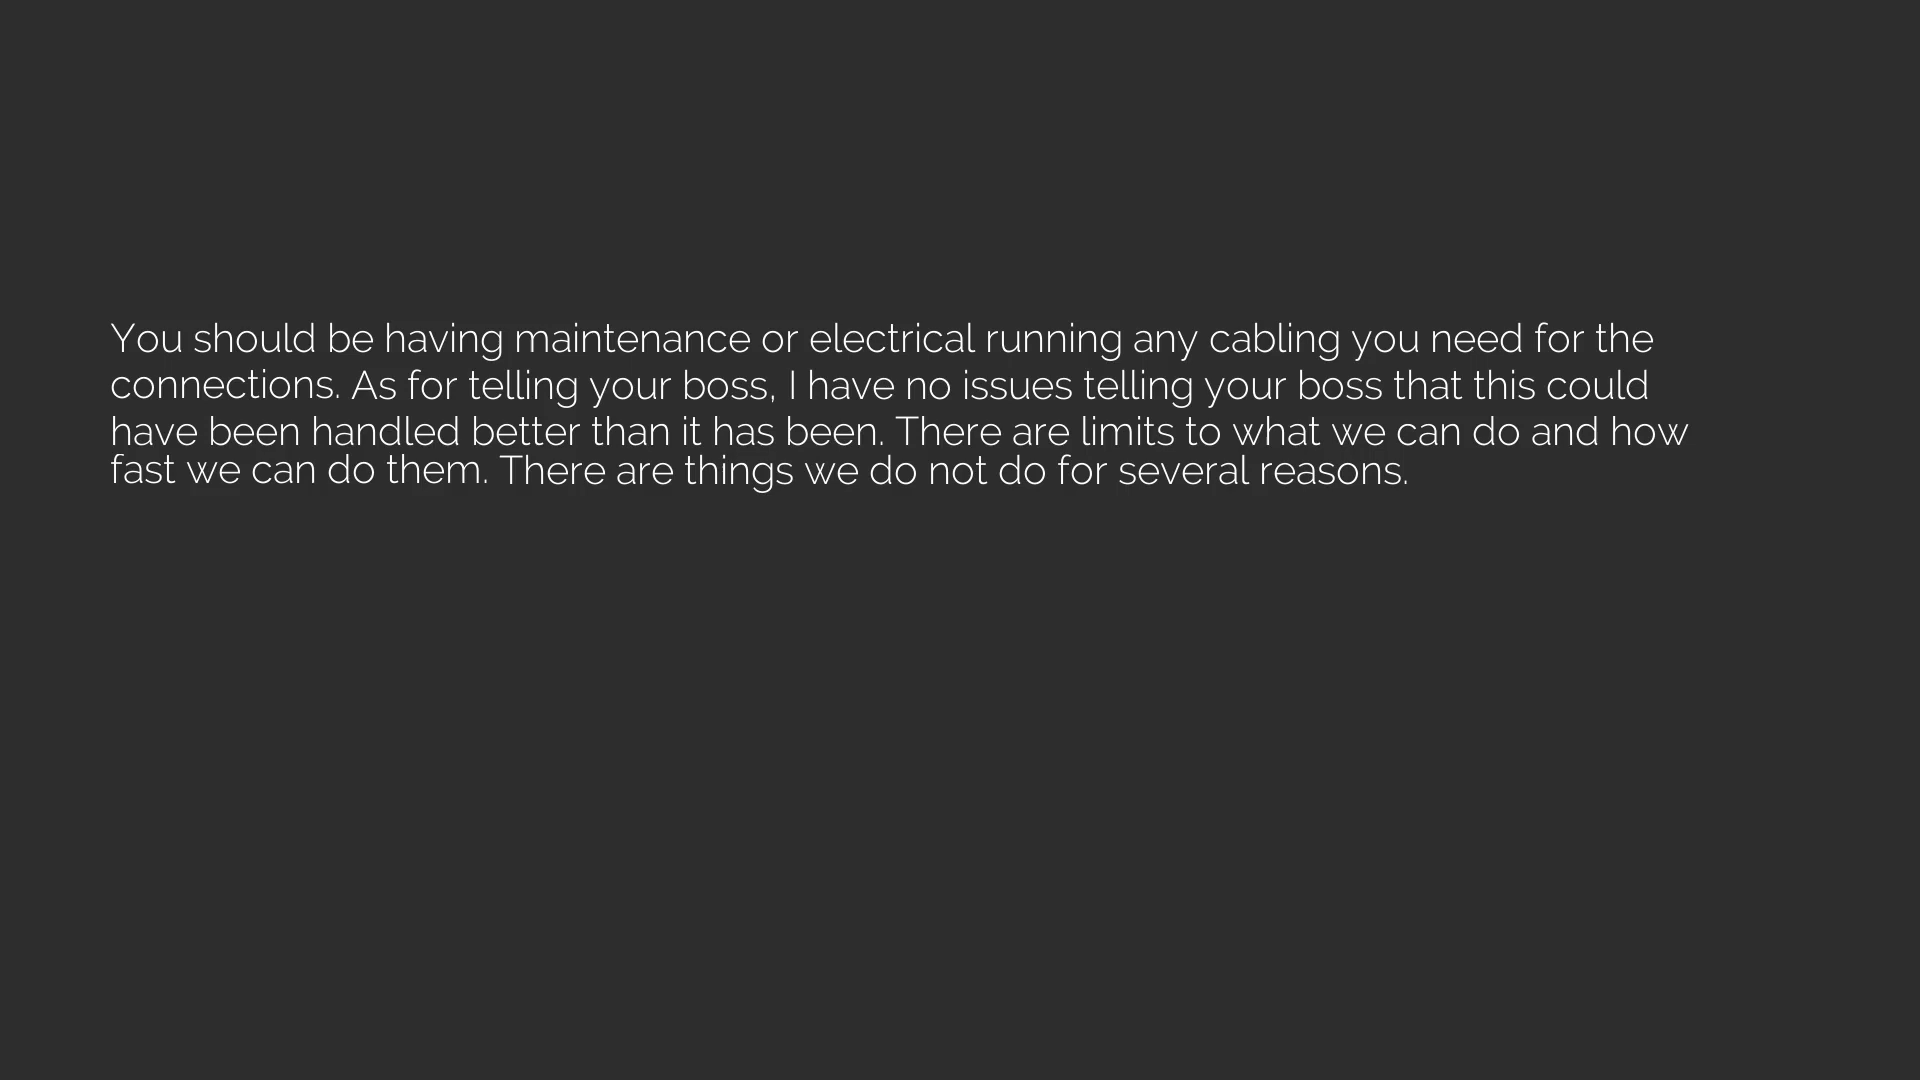 You should be having maintenance or electrical running any cabling you need for the
connections. As for telling your boss, I have no issues telling your boss that this could
have been handled better than it has been. There are limits to what we can do and how
fast we can do them. There are things we do not do for several reasons.